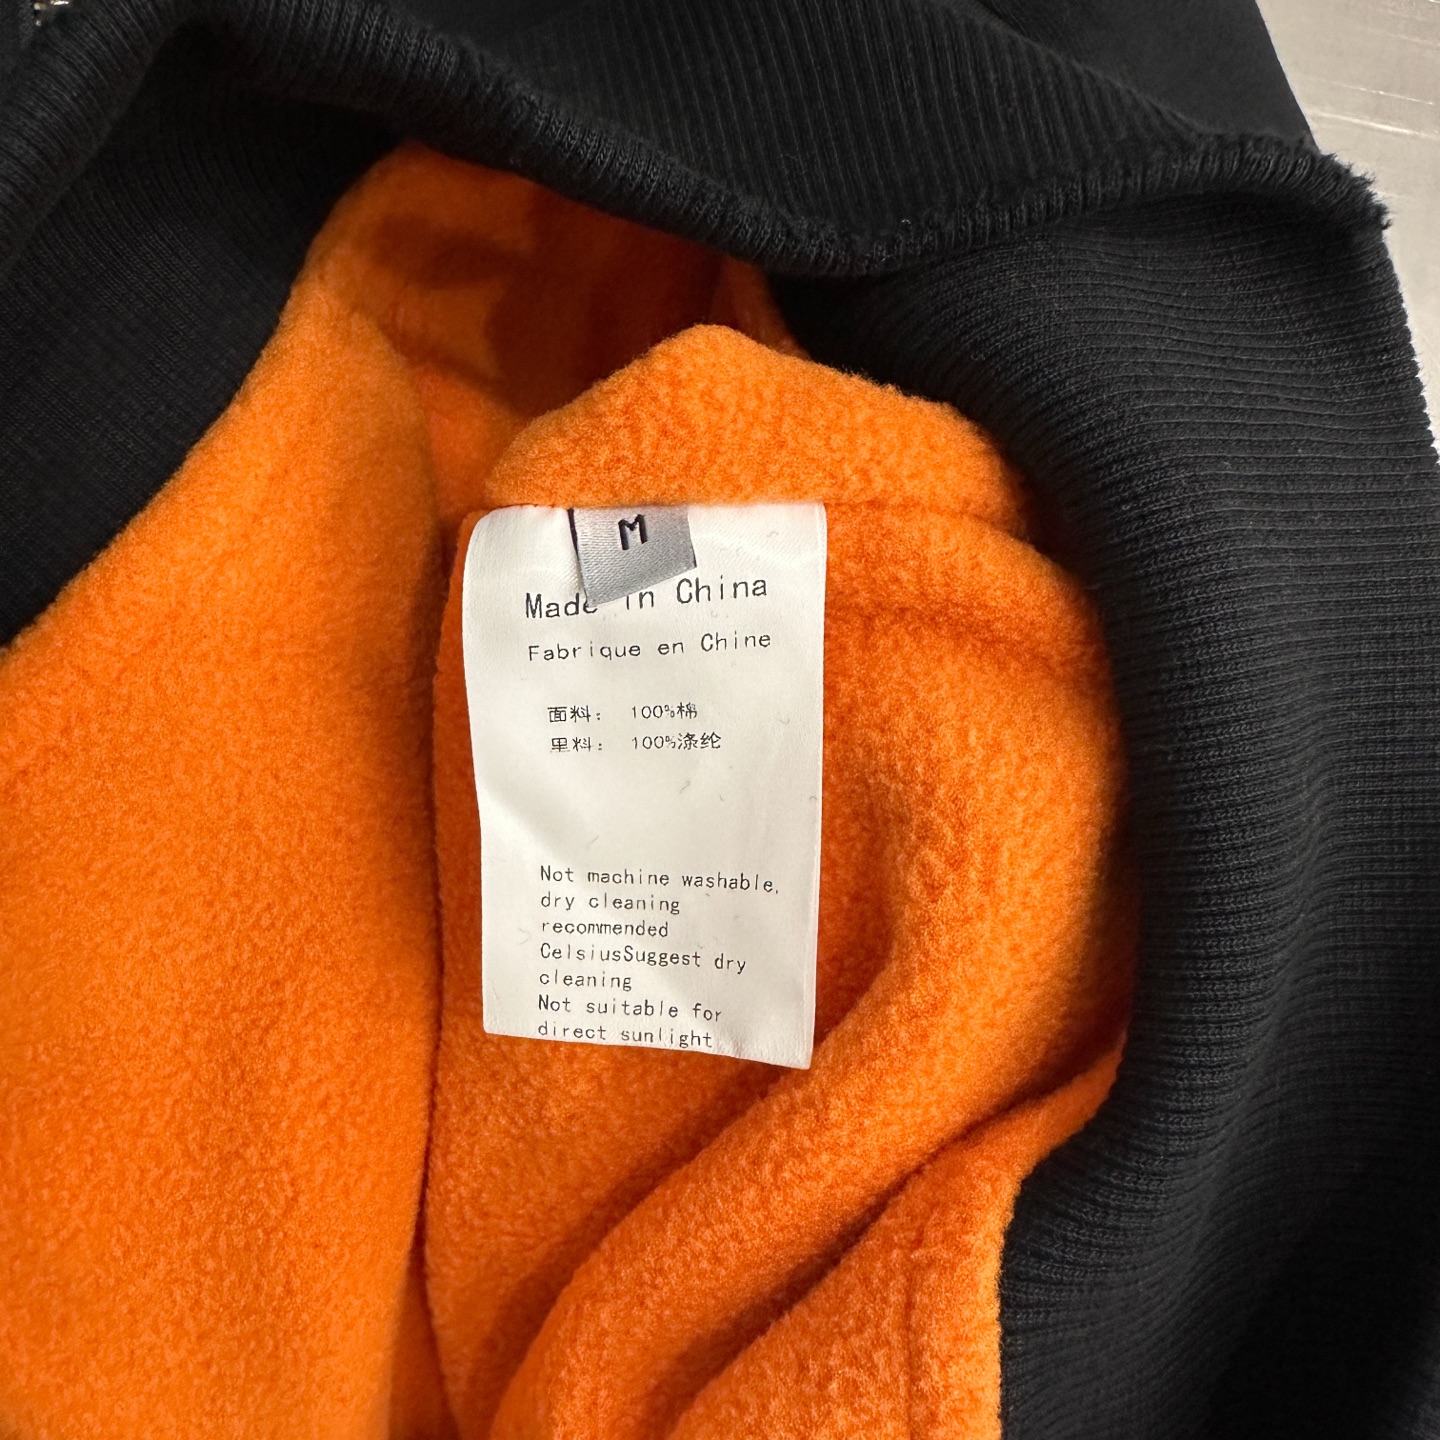 M
Made in China
Fabrique en Chine
面料： 100%棉
里料： 100%涤纶
Not machine washable,
dry cleaning
recommended
CelsiusSuggest dry
cleaning
Not suitable for
direct sunlight